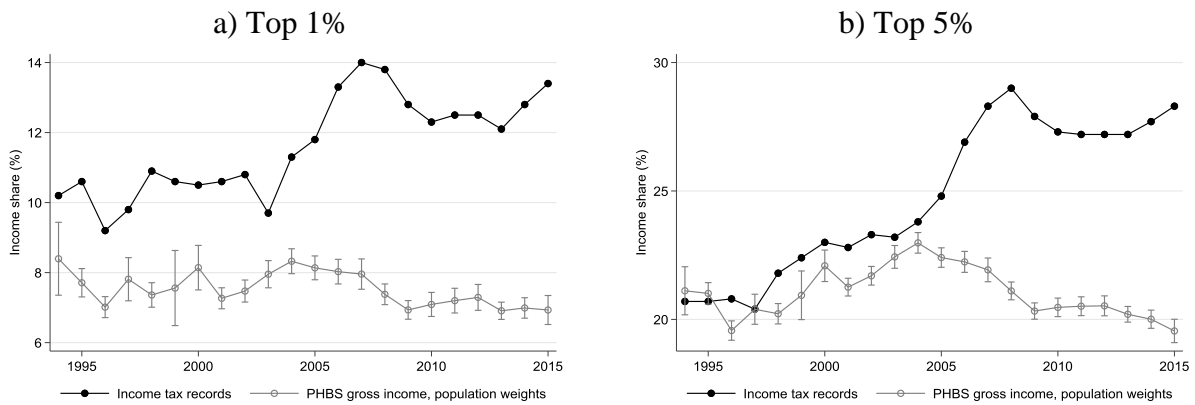 a) Top 1%
Income share (%)
14
12
10
8
6
1995 2000 2005 2010 2015
Income tax records PHBS gross income, population weights
b) Top 5%
Income share (%)
30
25
20
1995 2000 2005 2010 2015
Income tax records PHBS gross income, population weights